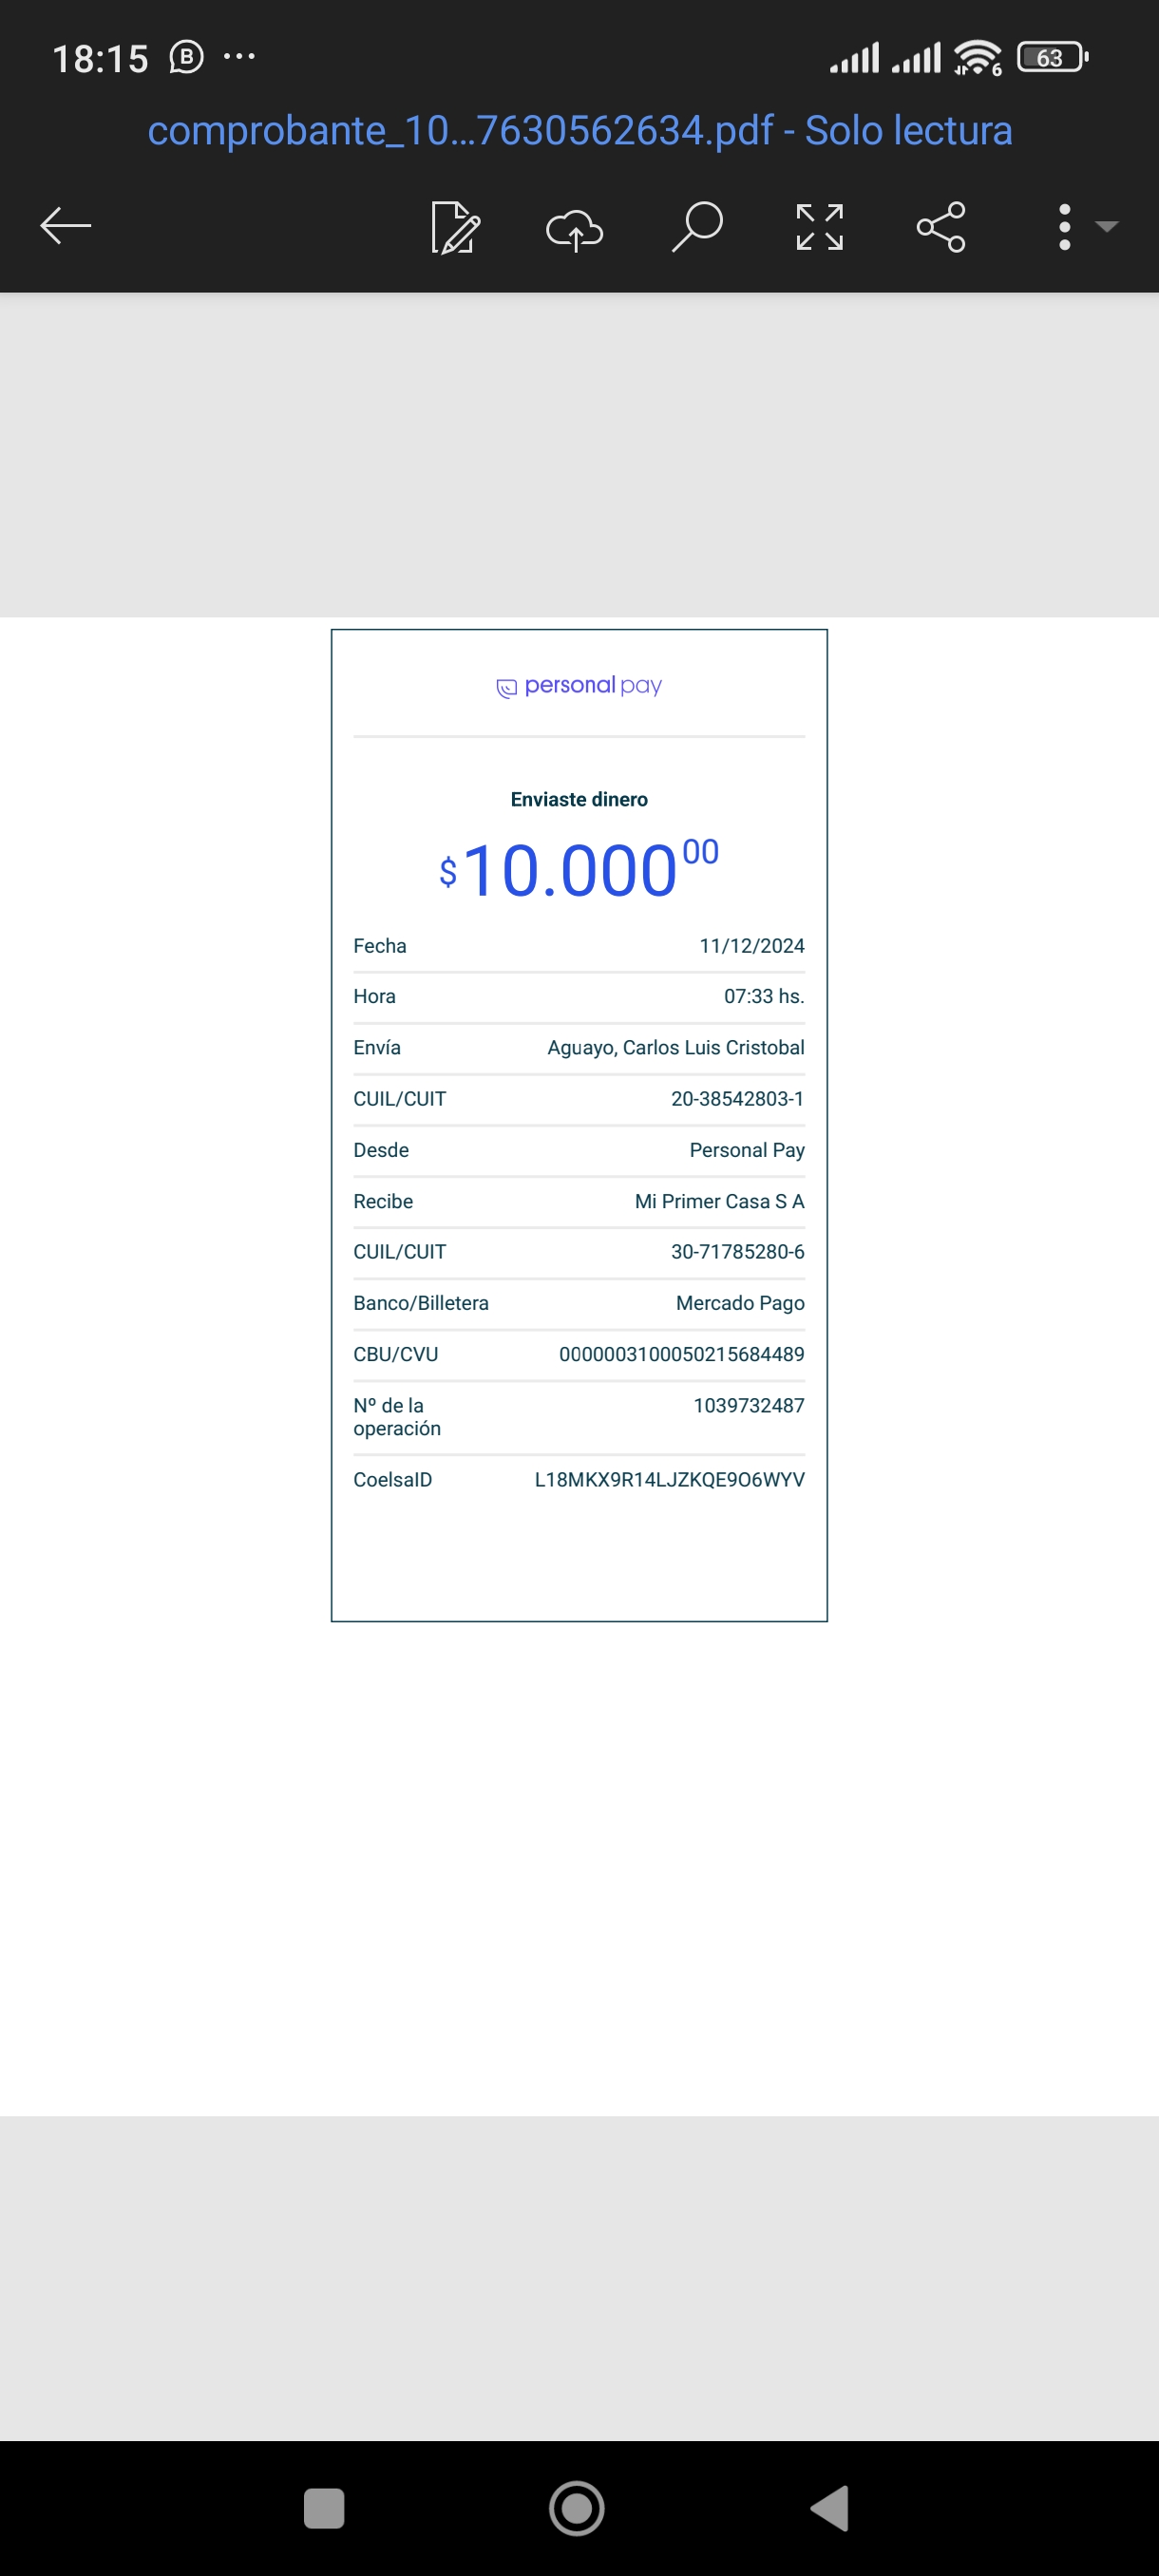 18:15 B ...
6 63
comprobante_10...7630562634.pdf - Solo lectura
personal pay
Enviaste dinero
$10.000 00
Fecha 11/12/2024
Hora 07:33 hs.
Envía Aguayo, Carlos Luis Cristobal
CUIL/CUIT 20-38542803-1
Desde Personal Pay
Recibe Mi Primer Casa S A
CUIL/CUIT 30-71785280-6
Banco/Billetera Mercado Pago
CBU/CVU 0000003100050215684489
Nº de la operación 1039732487
CoelsaID L18MKX9R14LJZKQE9O6WYV